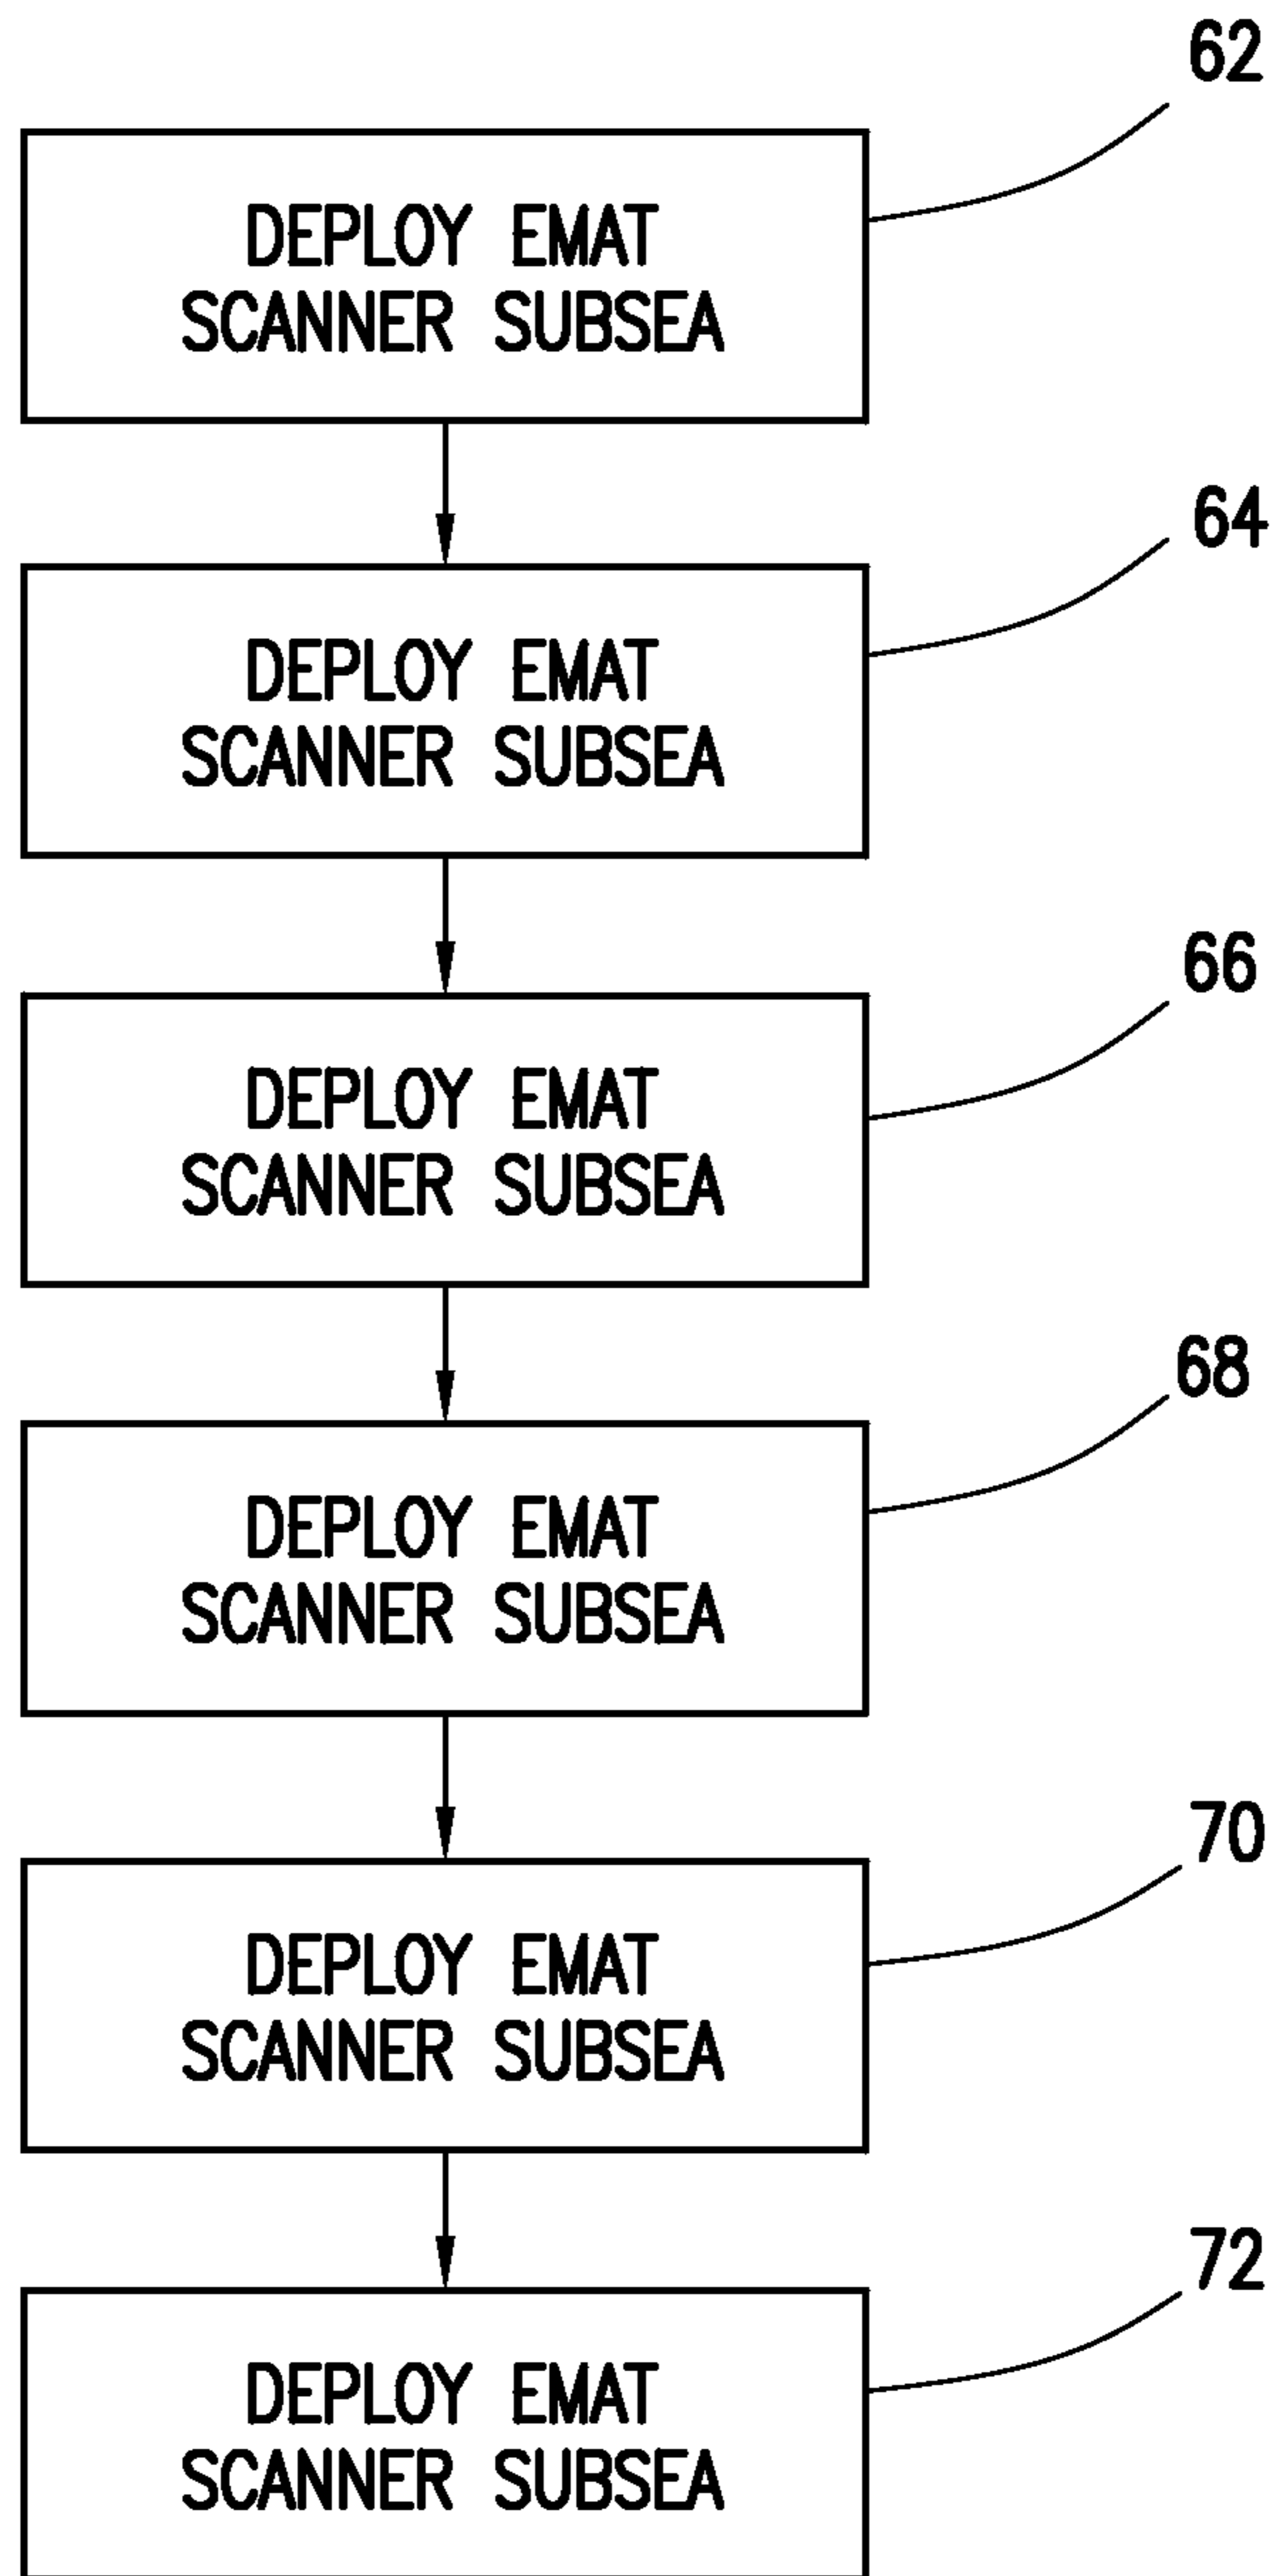 62
DEPLOY EMAT
SCANNER SUBSEA
64
DEPLOY EMAT
SCANNER SUBSEA
66
DEPLOY EMAT
SCANNER SUBSEA
68
DEPLOY EMAT
SCANNER SUBSEA
70
DEPLOY EMAT
SCANNER SUBSEA
72
DEPLOY EMAT
SCANNER SUBSEA